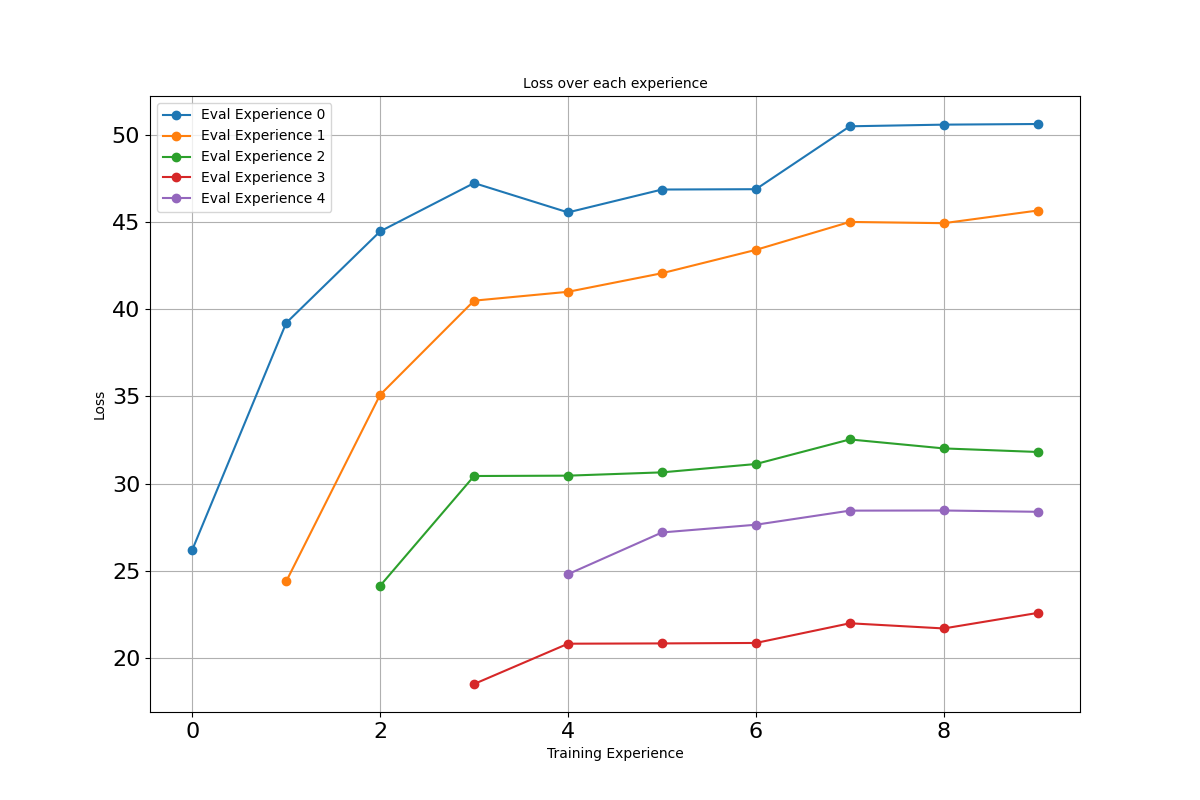 Loss over each experience
Eval Experience 0
Eval Experience 1
Eval Experience 2
Eval Experience 3
Eval Experience 4
50
45
40
35
30
25
20
Loss
0 2 4 6 8
Training Experience